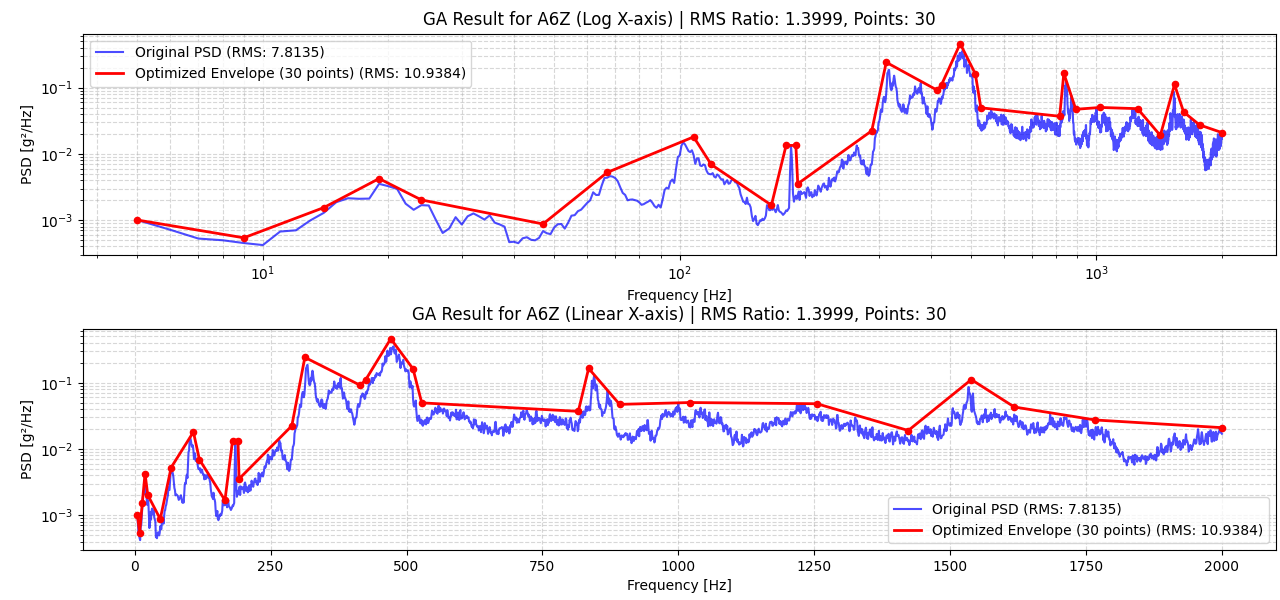 GA Result for A6Z (Log X-axis) | RMS Ratio: 1.3999, Points: 30
Original PSD (RMS: 7.8135)
Optimized Envelope (30 points) (RMS: 10.9384)
PSD [g²/Hz]
10⁻¹
10⁻²
10⁻³
10¹ 10² 10³
Frequency [Hz]
GA Result for A6Z (Linear X-axis) | RMS Ratio: 1.3999, Points: 30
PSD [g²/Hz]
10⁻¹
10⁻²
10⁻³
Original PSD (RMS: 7.8135)
Optimized Envelope (30 points) (RMS: 10.9384)
0 250 500 750 1000 1250 1500 1750 2000
Frequency [Hz]